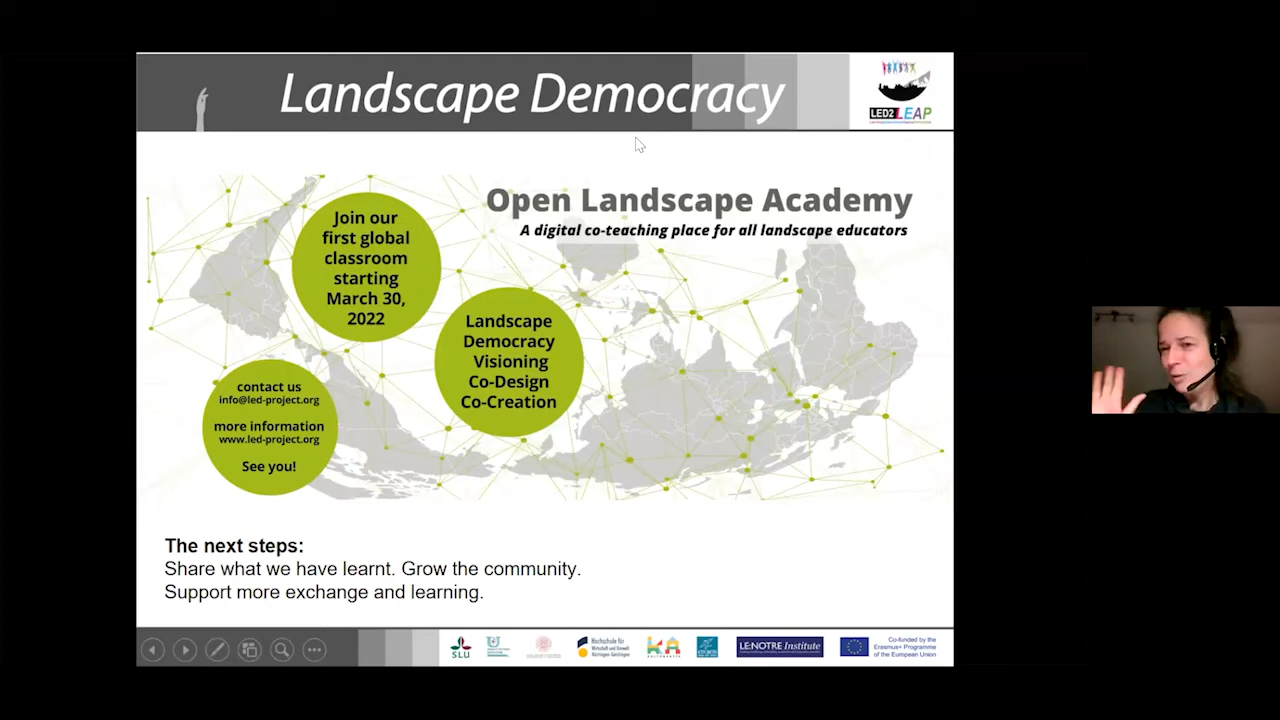 Landscape Democracy
LED2LEAP
Open Landscape Academy
A digital co-teaching place for all landscape educators
Join our
first global
classroom
starting
March 30,
2022
Landscape
Democracy
Visioning
Co-Design
Co-Creation
contact us
info@led-project.org
more information
www.led-project.org
See you!
The next steps:
Share what we have learnt. Grow the community.
Support more exchange and learning.
SLU
Hochschule für
Wirtschaft und Umwelt
Nürtingen-Geislingen
LE:NOTRE Institute
Co-funded by the
Erasmus+ Programme
of the European Union